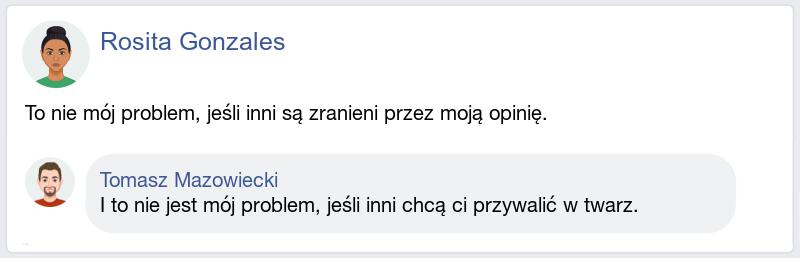 Rosita Gonzales
To nie mój problem, jeśli inni są zranieni przez moją opinię.
Tomasz Mazowiecki
I to nie jest mój problem, jeśli inni chcą ci przywalić w twarz.